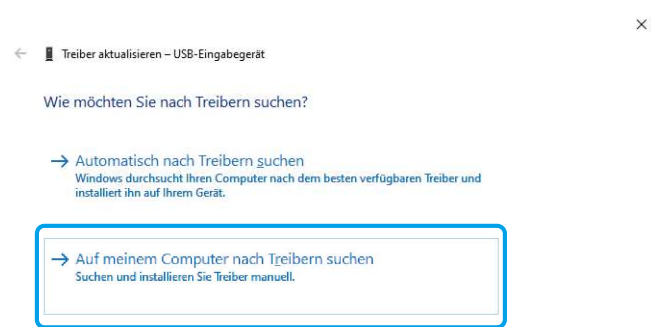 Treiber aktualisieren – USB-Eingabegerät
Wie möchten Sie nach Treibern suchen?
Automatisch nach Treibern suchen
Windows durchsucht Ihren Computer nach dem besten verfügbaren Treiber und
installiert ihn auf Ihrem Gerät.
Auf meinem Computer nach Treibern suchen
Suchen und installieren Sie Treiber manuell.